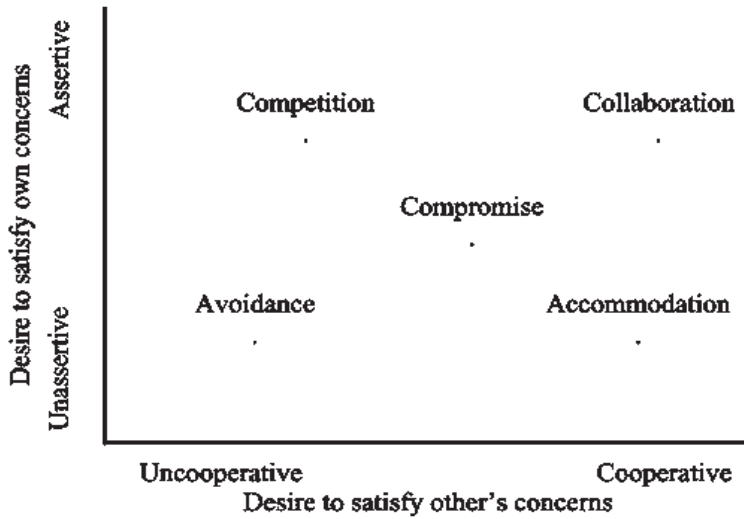 Desire to satisfy own concerns
Assertive
Unassertive
Competition
Collaboration
Compromise
Avoidance
Accommodation
Uncooperative
Cooperative
Desire to satisfy other's concerns